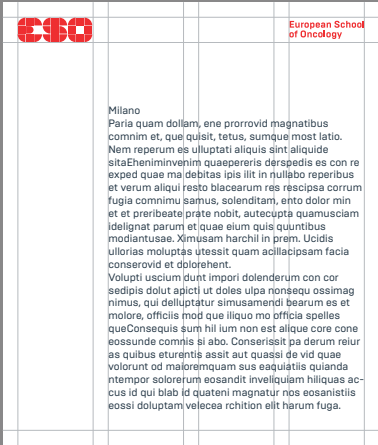 ESO
European School
of Oncology
Milano
Paria quam dollam, ene prorrovid magnatibus
comnim et, que quisit, tetus, sumque most latio.
Nem reperum es ulluptati aliquis sint aliquide
sitaEheniminvenim quaepereris derspedis es con re
exped quae ma debitas ipis ilit in nullabo reperibus
et verum aliqui resto blacearum res rescipsa corrum
fugia comnimu samus, solenditam, ento dolor min
et et preribeate prate nobit, autecupta quamusciam
idelignat parum et quae eium quis quuntibus
modiantusae. Ximusam harchil in prem. Ucidis
ullorias moluptas utessit quam acillacipsam facia
conserovid et dolorehent.
Volupti uscium dunt impori dolenderum con cor
sedipis dolut apicti ut doles ulpa nonsequ ossimag
nimus, qui delluptatur simusamendi bearum es et
molore, officiis mod que iliquo mo officia spelles
queConsequis sum hil ium non est alique core cone
eossunde comnis si abo. Conserissit pa derum reiur
as quibus eturentis assit aut quassi de vid quae
volorunt od maioremquam sus eaquiatiis quianda
ntempor solorerum eosandit inveliquiam hiliquas ac-
cus id qui blab id quateni magnatur nos eosanistiis
eossi doluptam velecea rchition elit harum fuga.